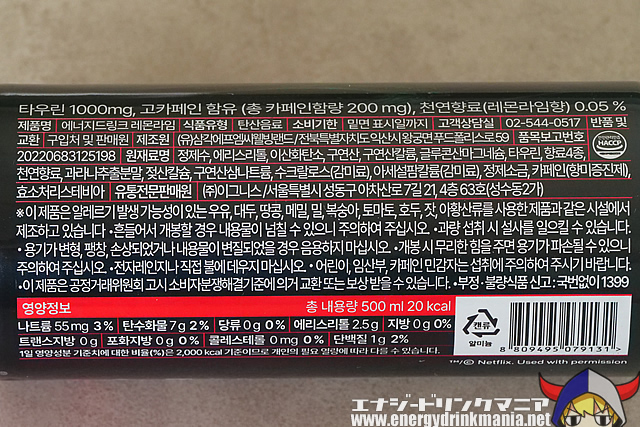 타우린 1000mg, 고카페인 함유 (총 카페인함량 200 mg), 천연향료(레몬라임향) 0.05 %
제품명 에너지드링크 레몬라임 식품유형 탄산음료 소비기한 밑면 표시일까지 고객상담실 02-544-0517 반품 및
교환 구입처 및 판매원 제조원 (유)삼각에프엠씨웰빙랜드/전북특별자치도 익산시 왕궁면 푸드폴리스로 59 품목보고번호 HACCP
20220683125198 원재료명 정제수, 에리스리톨, 이산화탄소, 구연산, 구연산칼륨, 글루콘산마그네슘, 타우린, 향료4종,
천연향료, 과라나추출분말, 젖산칼슘, 구연산삼나트륨, 수크랄로스(감미료), 아세설팜칼륨(감미료), 정제소금, 카페인(향미증진제),
효소처리스테비아 유통전문판매원 ㈜이그니스/서울특별시 성동구 아차산로 7길 21, 4층 63호(성수동2가)
※이 제품은 알레르기 발생 가능성이 있는 우유, 대두, 땅콩, 메밀, 밀, 복숭아, 토마토, 호두, 잣, 아황산류를 사용한 제품과 같은 시설에서
제조하고 있습니다 •흔들어서 개봉할 경우 내용물이 넘칠 수 있으니 주의하여 주십시오. •과량 섭취 시 설사를 일으킬 수 있습니다.
•용기가 변형, 팽창, 손상되었거나 내용물이 변질되었을 경우 음용하지 마십시오. •개봉 시 무리한 힘을 주면 용기가 파손될 수 있으니
주의하여 주십시오. •전자레인지나 직접 불에 데우지 마십시오. •어린이, 임산부, 카페인 민감자는 섭취에 주의하여 주시기 바랍니다.
•이 제품은 공정거래위원회 고시 소비자분쟁해결기준에 의거 교환 또는 보상 받을 수 있습니다. •부정·불량식품 신고 : 국번없이 1399
영양정보 총 내용량 500 ml 20 kcal
나트륨 55 mg 3 % 탄수화물 7g 2 % 당류 0g 0 % 에리스리톨 2.5g 지방 0g 0 %
트랜스지방 0g 포화지방 0g 0 % 콜레스테롤 0 mg 0 % 단백질 1g 2 %
1일 영양성분 기준치에 대한 비율(%)은 2,000 kcal 기준이므로 개인의 필요 열량에 따라 다를 수 있습니다.
캔류
알미늄
8 809495 079131 >
™/© Netflix. Used with permission
エナジードリンクマニア
www.energydrinkmania.net